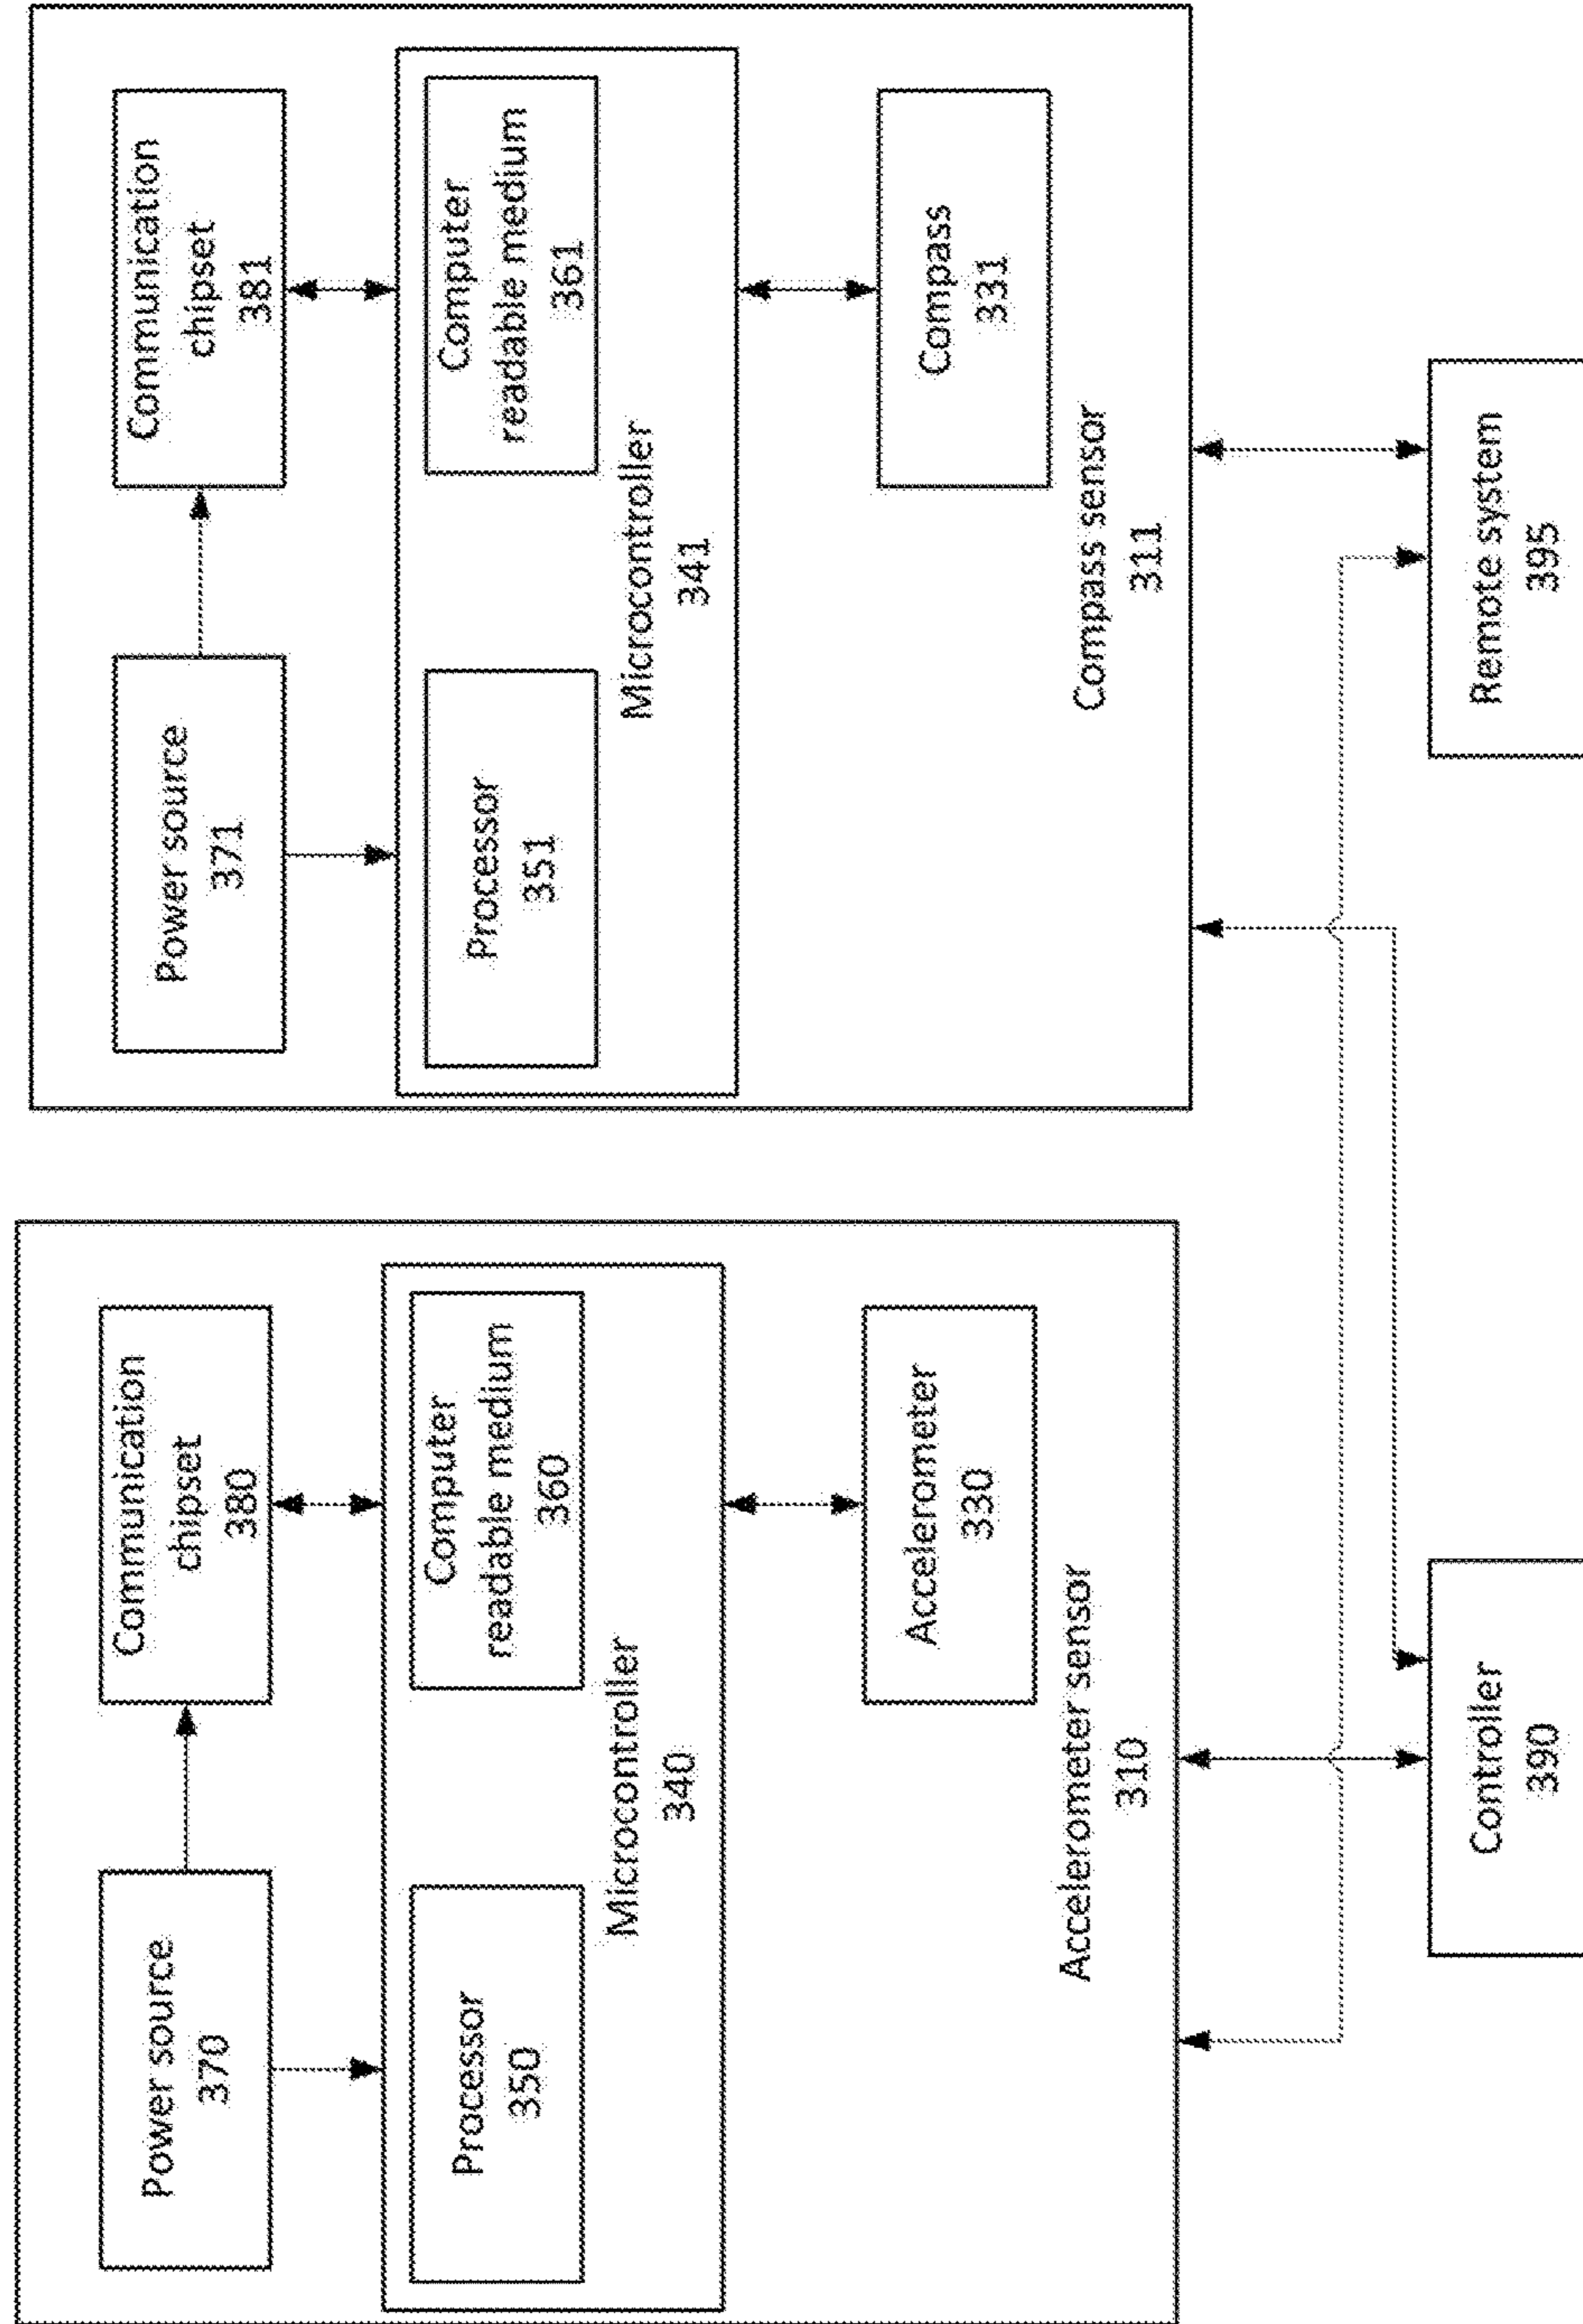 Power source
370
Communication
chipset
380
Processor
350
Computer
readable medium
360
Microcontroller
340
Accelerometer
330
Accelerometer sensor
310
Power source
371
Communication
chipset
381
Processor
351
Computer
readable medium
361
Microcontroller
341
Compass
331
Compass sensor
311
Controller
390
Remote system
395